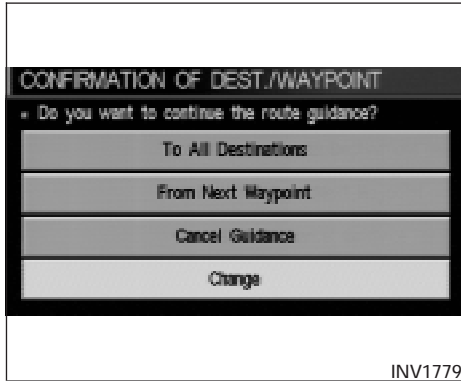 CONFIRMATION OF DEST./WAYPOINT
▪ Do you want to continue the route guidance?
To All Destinations
From Next Waypoint
Cancel Guidance
Change
INV1779